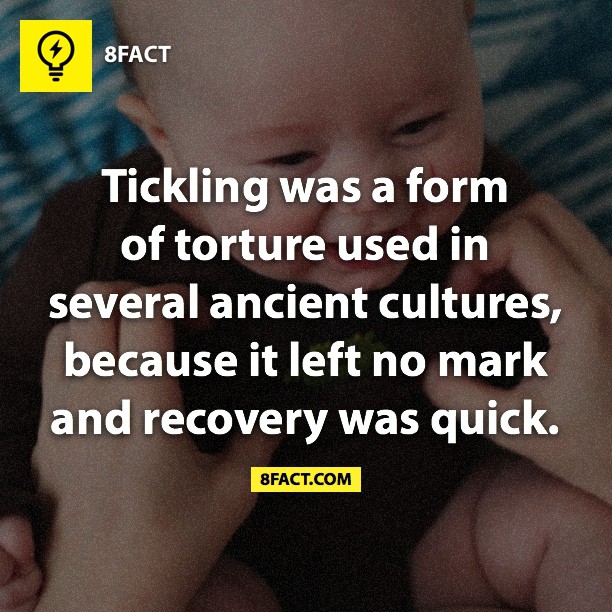 8FACT
Tickling was a form
of torture used in
several ancient cultures,
because it left no mark
and recovery was quick.
8FACT.COM